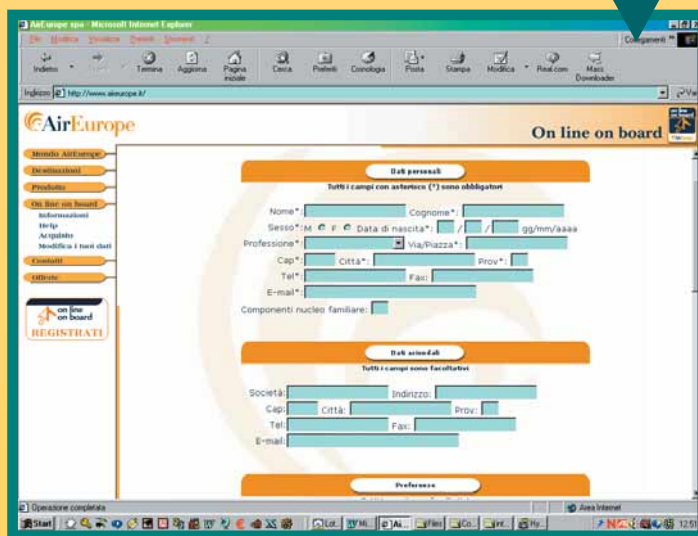 AirEurope spa - Microsoft Internet Explorer
File Modifica Visualizza Preferiti Strumenti ?
Collegamenti »
Indietro Termina Aggiorna Pagina iniziale Cerca Preferiti Cronologia Posta Stampa Modifica Real.com Mass Downloader
Indirizzo http://www.aireurope.it/ Vai
AirEurope
On line on board
Mondo AirEurope
Destinazioni
Prodotto
On line on board
Informazioni
Help
Acquisto
Modifica i tuoi dati
Contatti
Offerte
on line
on board
REGISTRATI
Dati personali
Tutti i campi con asterisco (*) sono obbligatori
Nome*: Cognome*:
Sesso*: M F Data di nascita*: / / gg/mm/aaaa
Professione*: Via/Piazza*:
Cap*: Città*: Prov*:
Tel*: Fax:
E-mail*:
Componenti nucleo familiare:
Dati aziendali
Tutti i campi sono facoltativi
Società: Indirizzo:
Cap: Città: Prov:
Tel: Fax:
E-mail:
Preferenze
Operazione completata Area Internet
Start 12.51